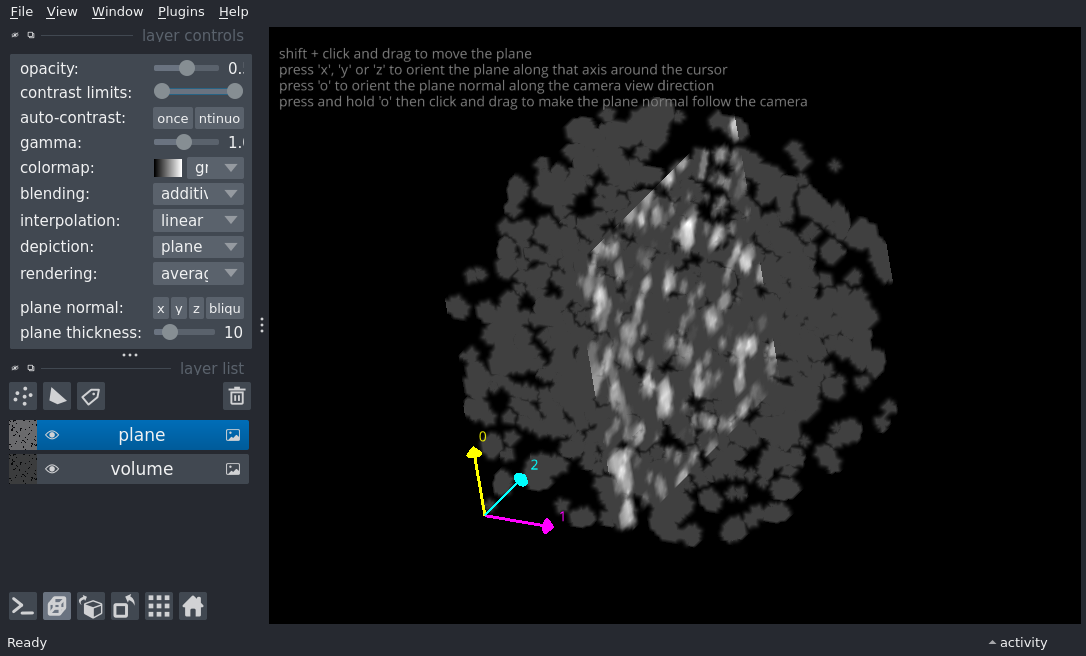 File View Window Plugins Help
layer controls
opacity: 0.
contrast limits:
auto-contrast: once ntinuo
gamma: 1.
colormap: gr
blending: additiv
interpolation: linear
depiction: plane
rendering: averag
plane normal: x y z bliqu
plane thickness: 10
layer list
plane
volume
shift + click and drag to move the plane
press 'x', 'y' or 'z' to orient the plane along that axis around the cursor
press 'o' to orient the plane normal along the camera view direction
press and hold 'o' then click and drag to make the plane normal follow the camera
0
2
1
Ready
activity